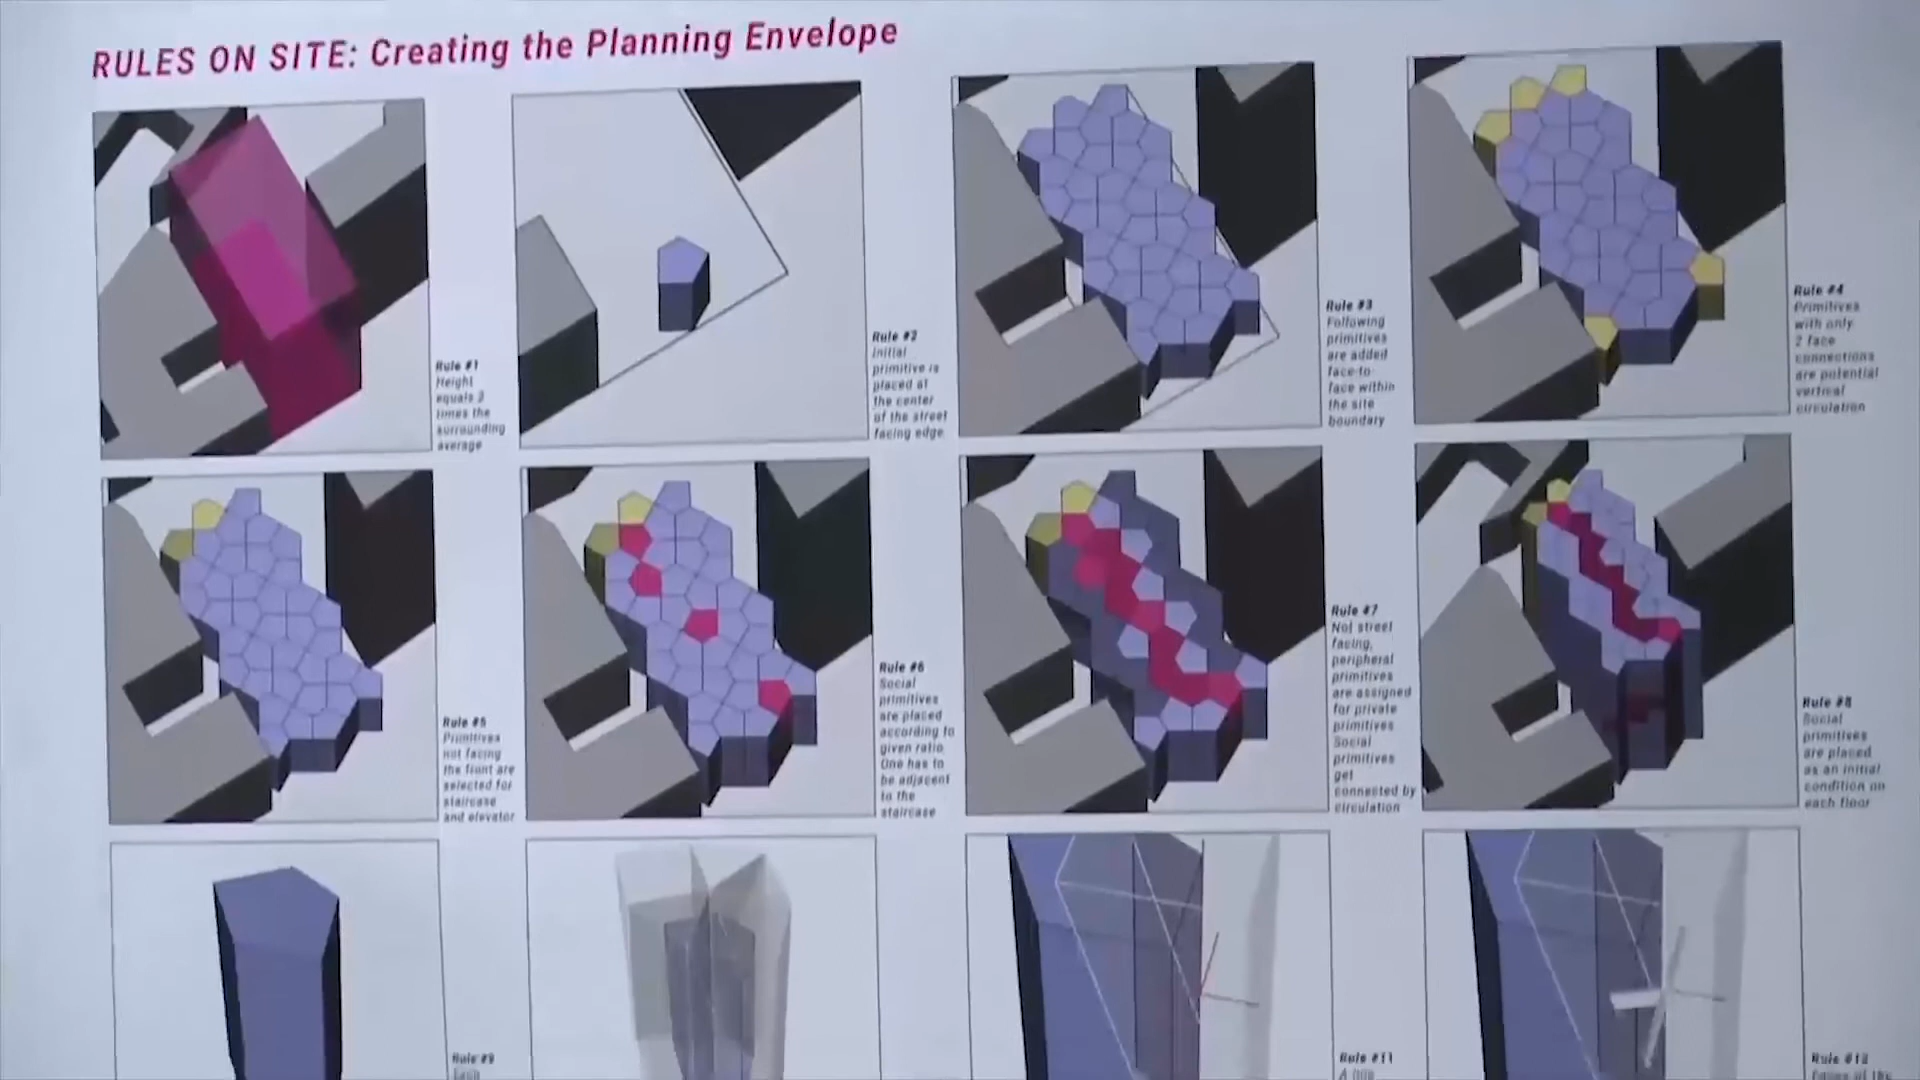 RULES ON SITE: Creating the Planning Envelope
Rule #1
Height
equals 2
times the
surrounding
average
Rule #2
Initial
primitive is
placed at
the center
of the street
facing edge
Rule #3
Following
primitives
are added
face-to-
face within
the site
boundary
Rule #4
Primitives
with only
2 face
connections
are potential
vertical
circulation
Rule #5
Primitives
not facing
the front are
selected for
staircase
and elevator
Rule #6
Social
primitives
are placed
according to
given ratio
One has to
be adjacent
to the
staircase
Rule #7
Not street
facing,
peripheral
primitives
are assigned
for private
primitives
Social
primitives
get
connected by
circulation
Rule #8
Social
primitives
are placed
as an initial
condition on
each floor
Rule #9
Each
Rule #11
Rule #12